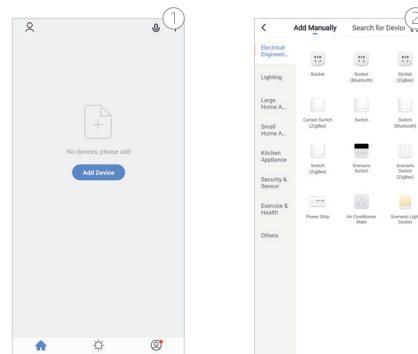 1
No devices, please add
Add Device
2
Add Manually
Search for Device
Electrical
Engineeri...
Socket
Socket
(Bluetooth)
Socket
(ZigBee)
Lighting
Large
Home A...
Curtain Switch
(ZigBee)
Switch
Switch
(Bluetooth)
Small
Home A...
Kitchen
Appliance
Switch
(ZigBee)
Scenario
Switch
Scenario
Switch
(ZigBee)
Security &
Sensor
Exercise &
Health
Power Strip
Air Conditioner
Mate
Scenario Light
Socket
Others